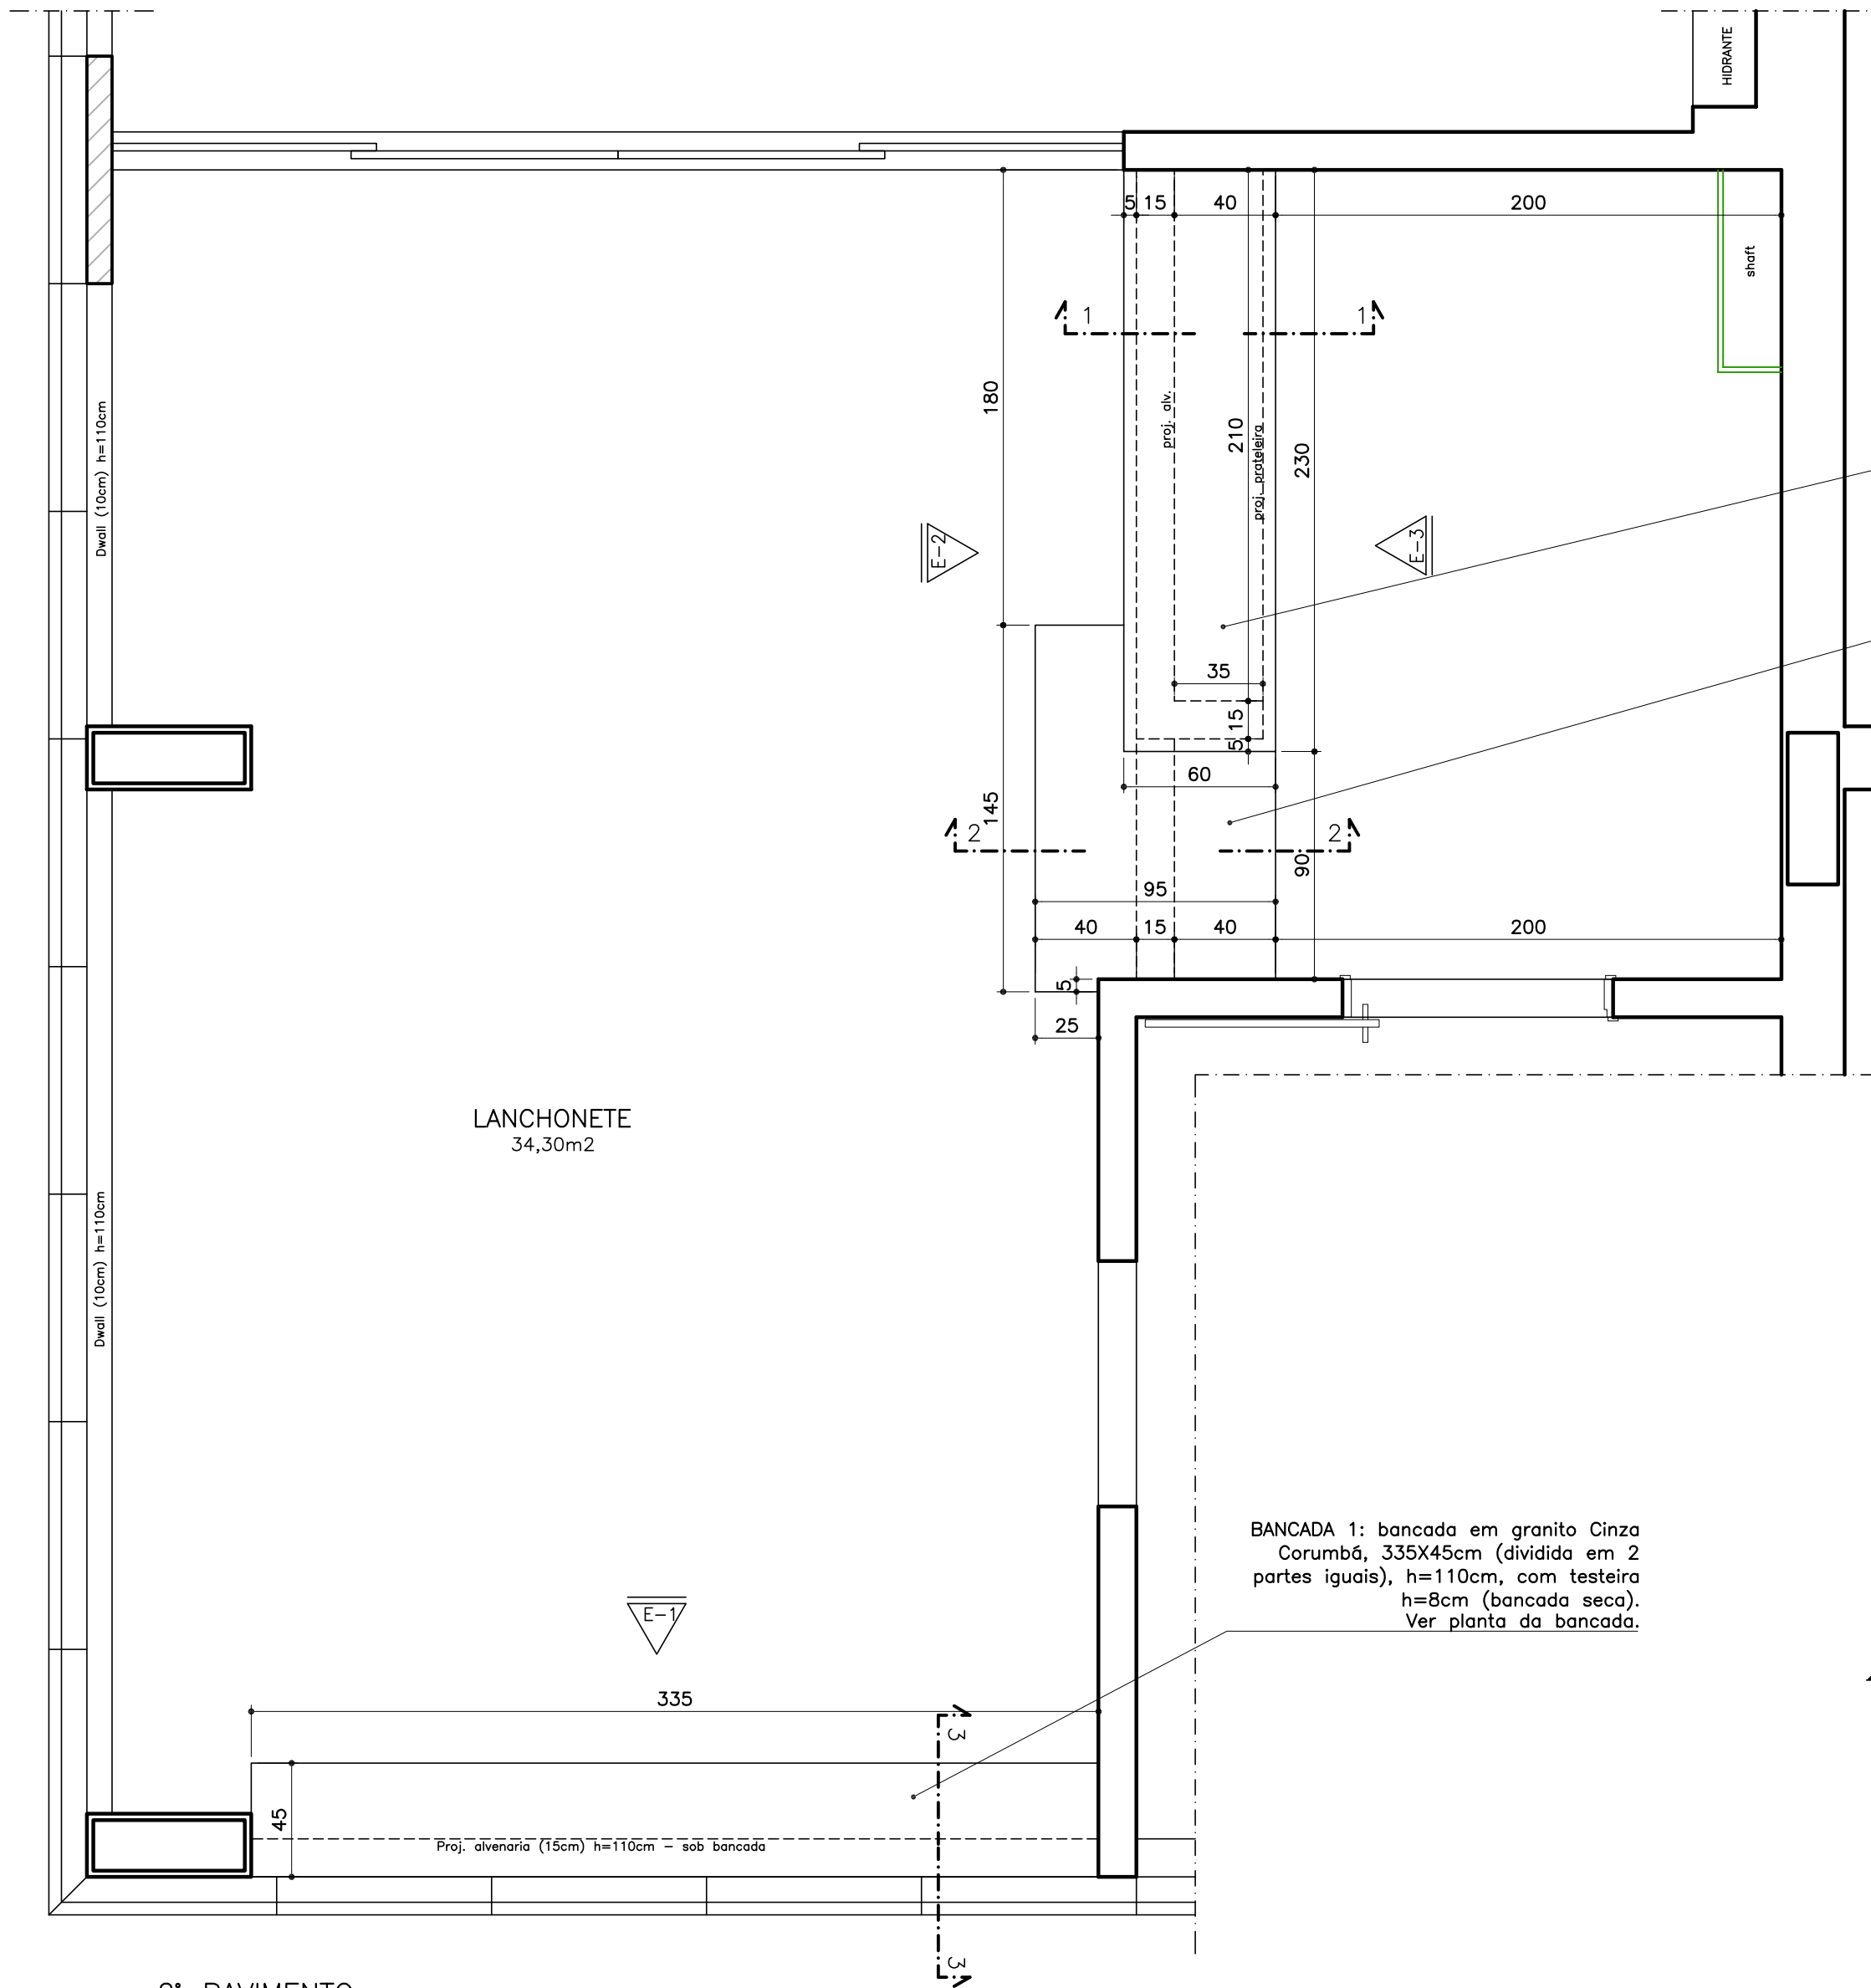 HIDRANTE
5 15 40 200
shaft
1 1
180
proj. alv.
210
proj. prateleira
230
Dwall (10cm) h=110cm
E-2
E-3
35
15
5
60
145
2 2
90
95
40 15 40 200
5
25
LANCHONETE
34,30m2
Dwall (10cm) h=110cm
BANCADA 1: bancada em granito Cinza
Corumbá, 335X45cm (dividida em 2
partes iguais), h=110cm, com testeira
h=8cm (bancada seca).
Ver planta da bancada.
E-1
335
3
45
Proj. alvenaria (15cm) h=110cm - sob bancada
3
PAVIMENTO